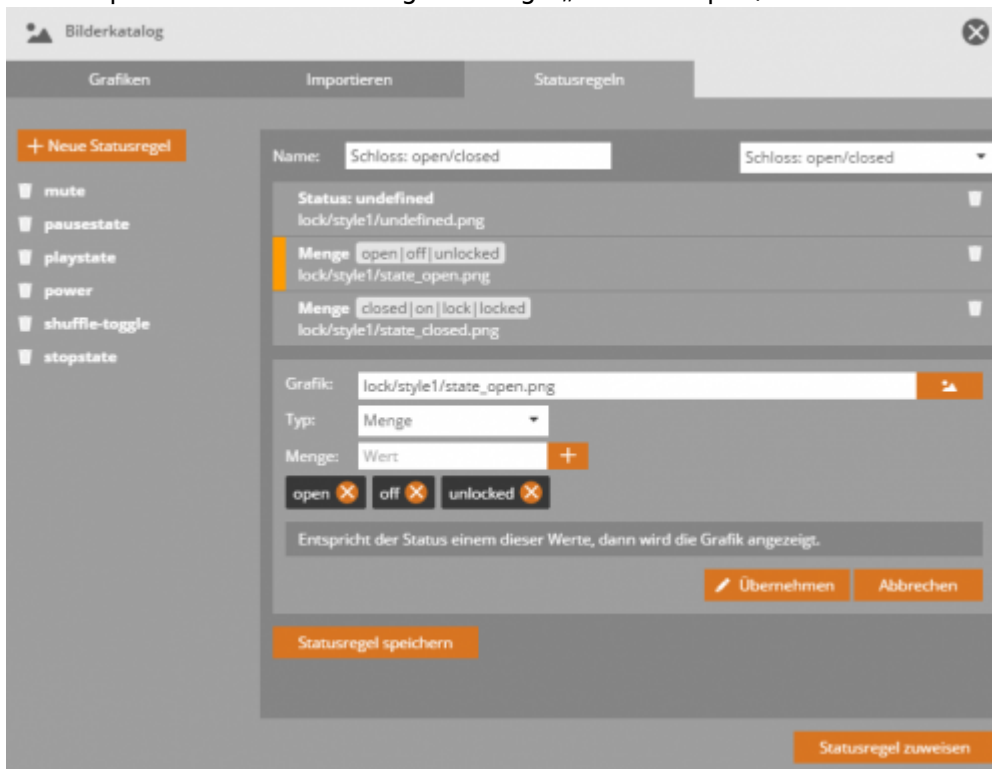 Bilderkatalog
Grafiken Importieren Statusregeln
+ Neue Statusregel
mute
pausestate
playstate
power
shuffle-toggle
stopstate
Name: Schloss: open/closed Schloss: open/closed
Status: undefined
lock/style1/undefined.png
Menge open|off|unlocked
lock/style1/state_open.png
Menge closed|on|lock|locked
lock/style1/state_closed.png
Grafik: lock/style1/state_open.png
Typ: Menge
Menge: Wert +
open off unlocked
Entspricht der Status einem dieser Werte, dann wird die Grafik angezeigt.
Übernehmen Abbrechen
Statusregel speichern
Statusregel zuweisen